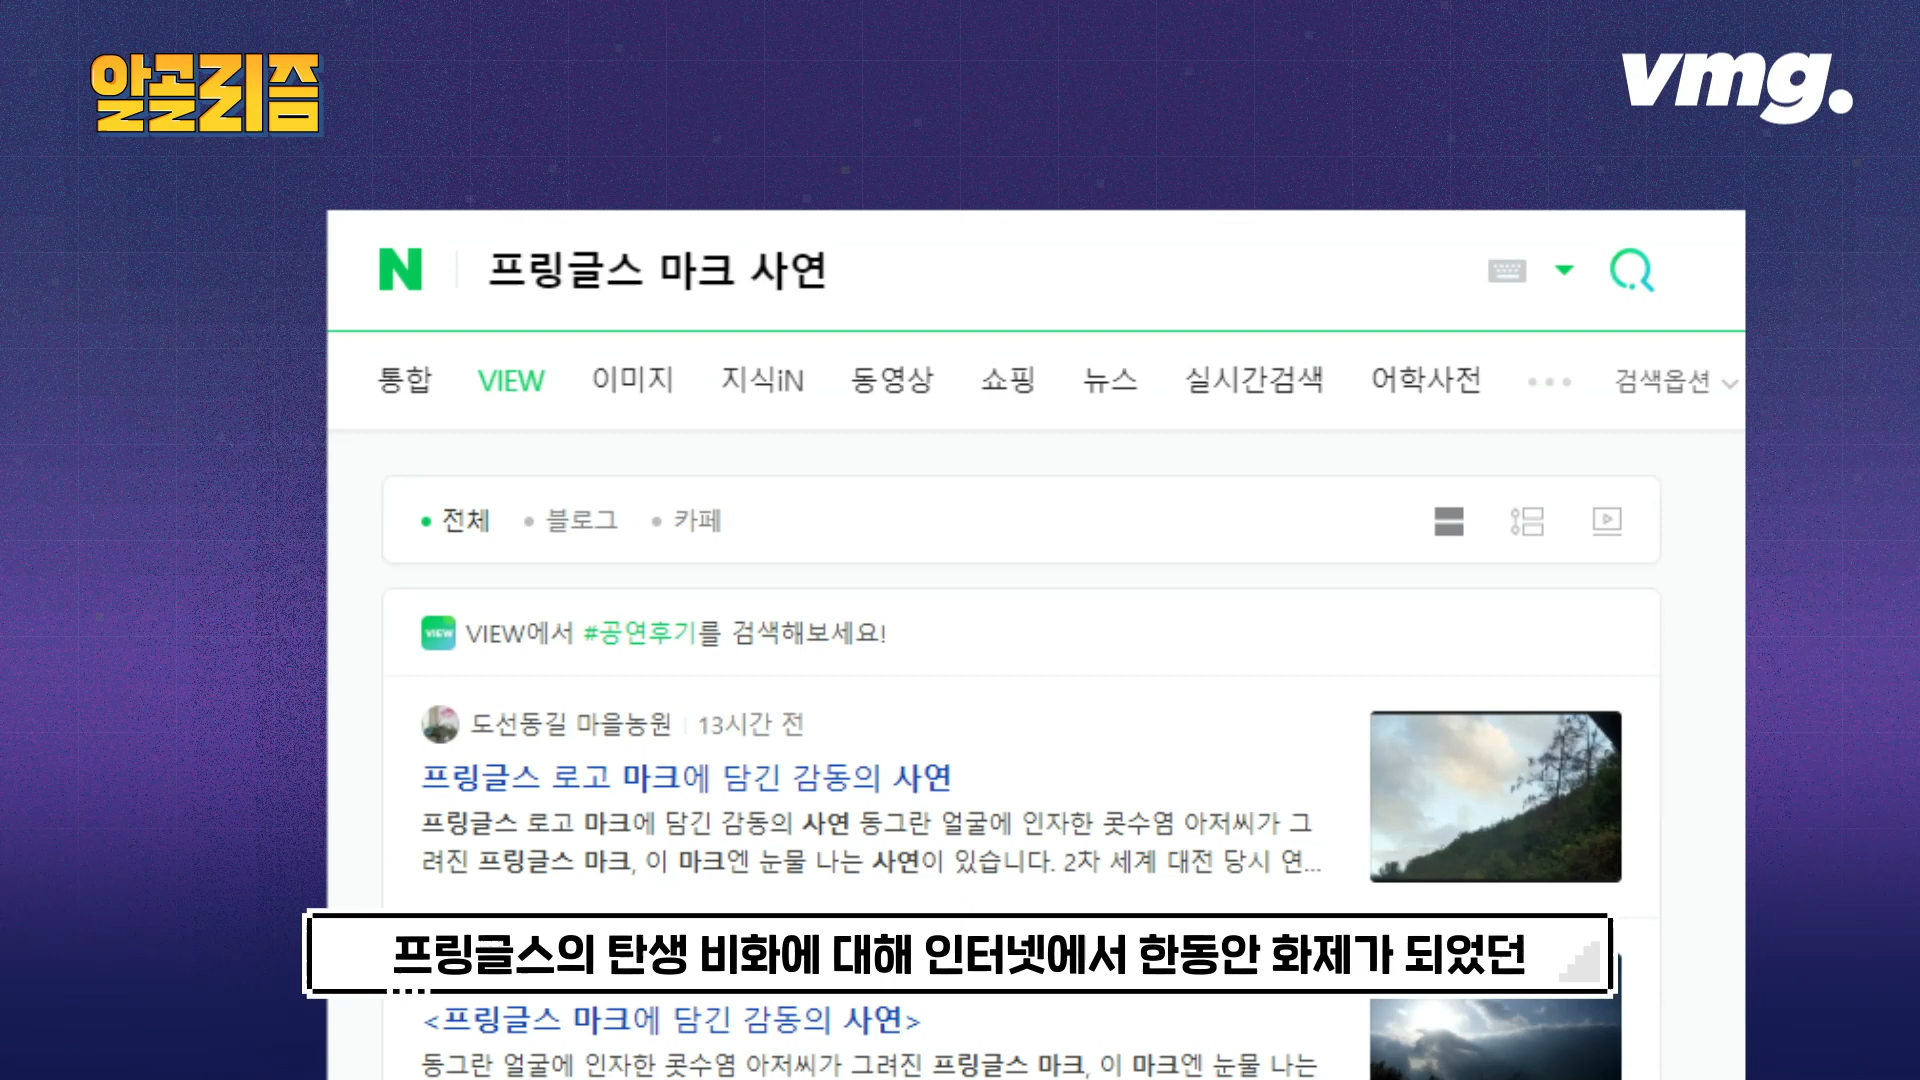 알골리즘
vmg.
N 프링글스 마크 사연
통합 VIEW 이미지 지식iN 동영상 쇼핑 뉴스 실시간검색 어학사전 검색옵션
전체 블로그 카페
VIEW VIEW에서 #공연후기를 검색해보세요!
도선동길 마을농원 13시간 전
프링글스 로고 마크에 담긴 감동의 사연
프링글스 로고 마크에 담긴 감동의 사연 동그란 얼굴에 인자한 콧수염 아저씨가 그
려진 프링글스 마크, 이 마크엔 눈물 나는 사연이 있습니다. 2차 세계 대전 당시 연...
프링글스의 탄생 비화에 대해 인터넷에서 한동안 화제가 되었던
<프링글스 마크에 담긴 감동의 사연>
동그란 얼굴에 인자한 콧수염 아저씨가 그려진 프링글스 마크, 이 마크엔 눈물 나는